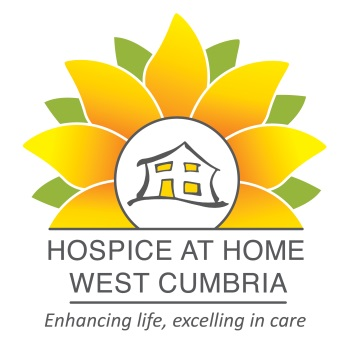 HOSPICE AT HOME
WEST CUMBRIA
Enhancing life, excelling in care